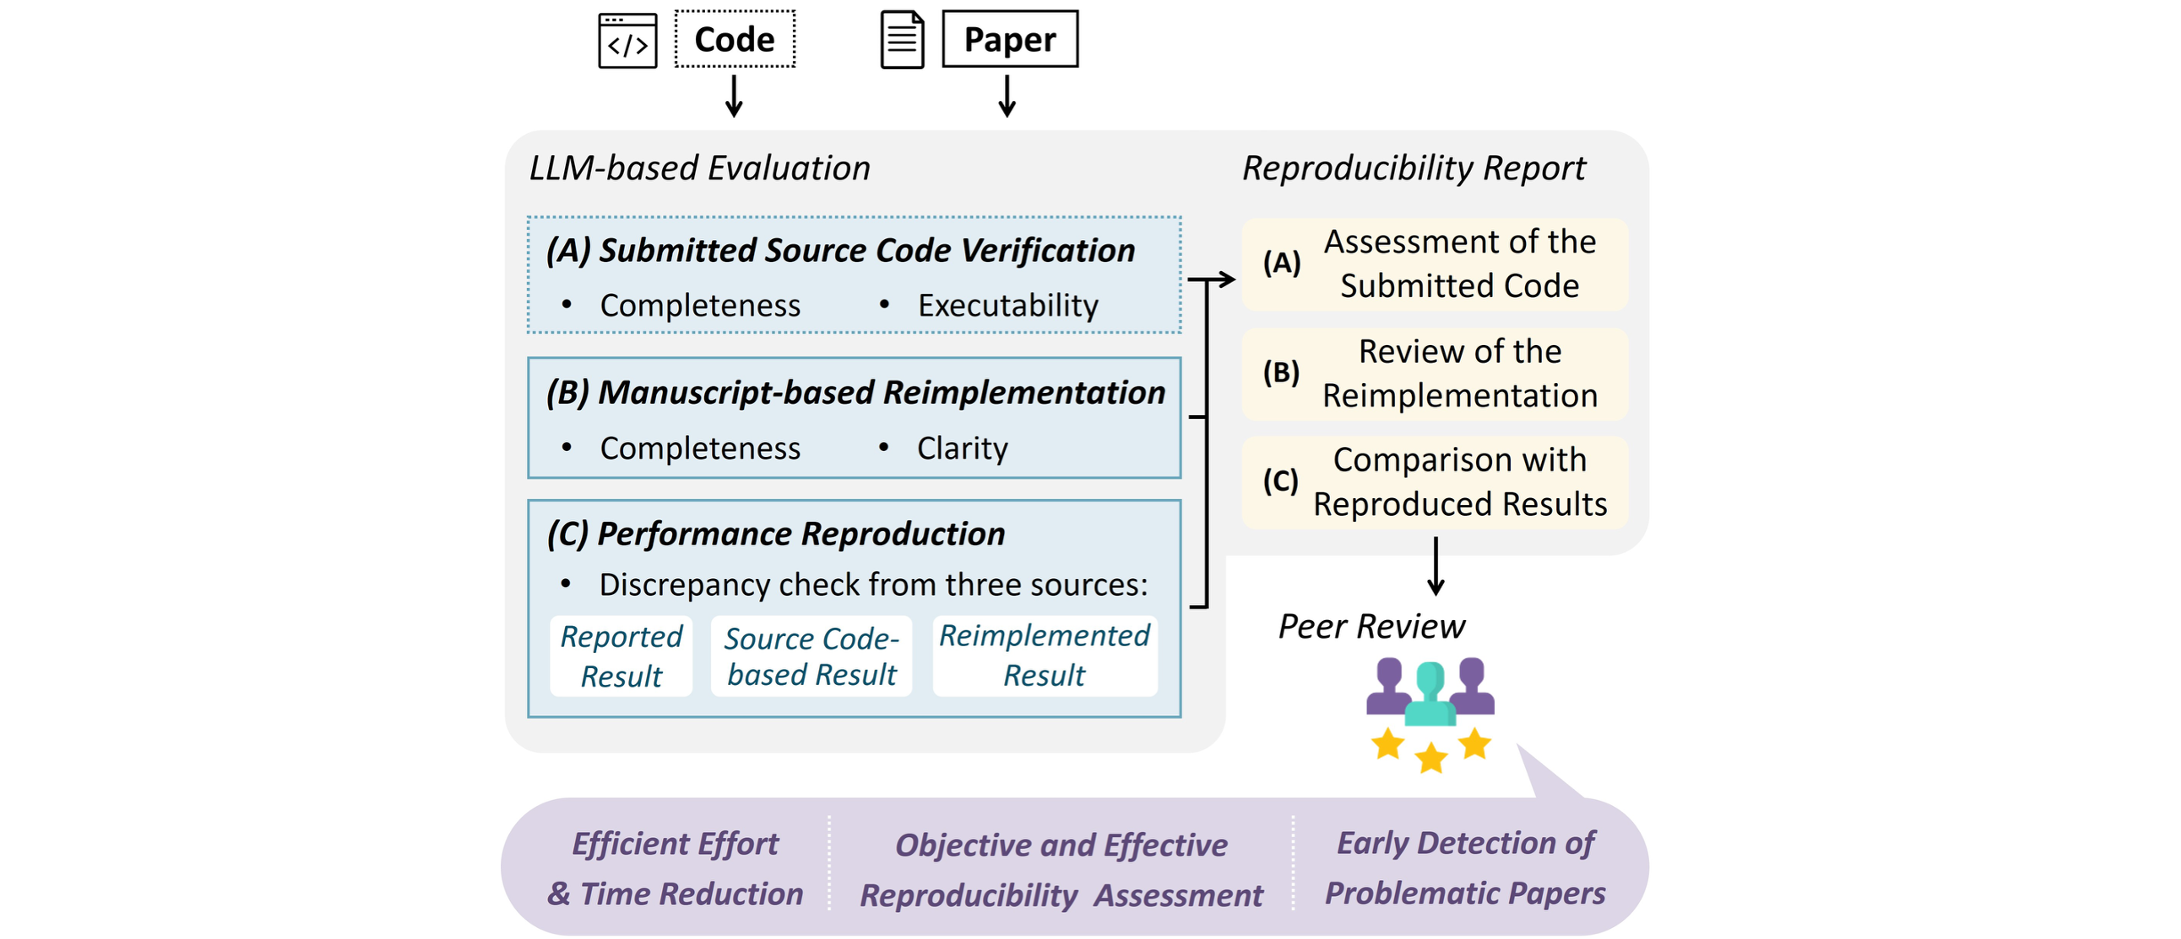 </>
Code
Paper
LLM-based Evaluation
(A) Submitted Source Code Verification
• Completeness • Executability
(B) Manuscript-based Reimplementation
• Completeness • Clarity
(C) Performance Reproduction
• Discrepancy check from three sources:
Reported
Result
Source Code-
based Result
Reimplemented
Result
Reproducibility Report
(A) Assessment of the
Submitted Code
(B) Review of the
Reimplementation
(C) Comparison with
Reproduced Results
Peer Review
Efficient Effort
& Time Reduction
Objective and Effective
Reproducibility Assessment
Early Detection of
Problematic Papers